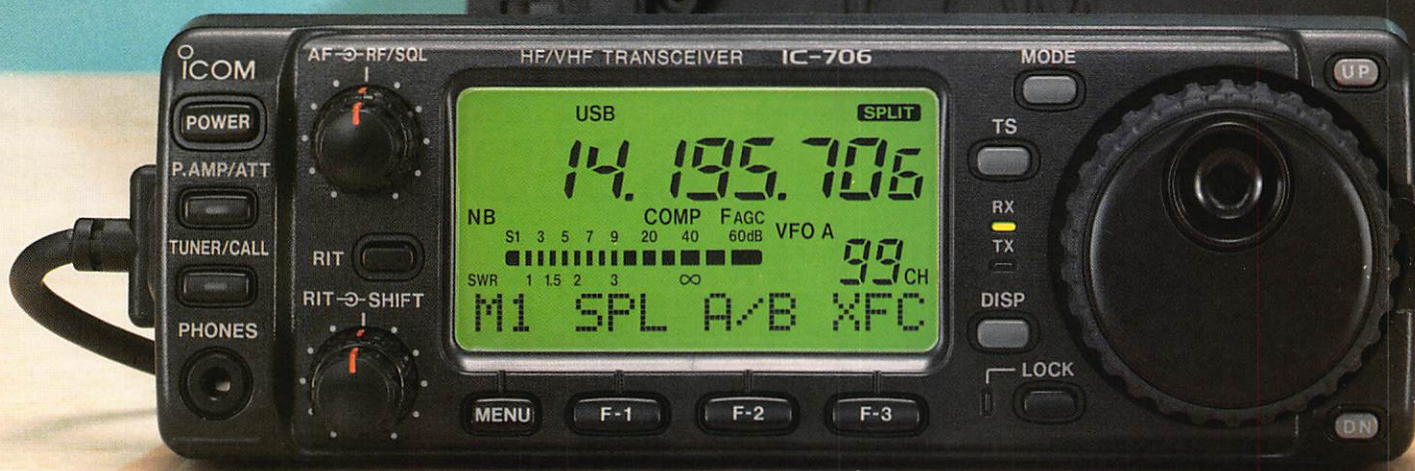 ICOM
AF RF/SQL
HF/VHF TRANSCEIVER IC-706
MODE
UP
POWER
USB SPLIT
14.195.706
TS
P.AMP/ATT
NB COMP FAGC
S1 3 5 7 9 20 40 60dB VFO A
99 CH
SWR 1 1.5 2 3 ∞
RX
TX
TUNER/CALL
RIT
M1 SPL A/B XFC
RIT SHIFT
DISP
PHONES
LOCK
MENU F-1 F-2 F-3
DN